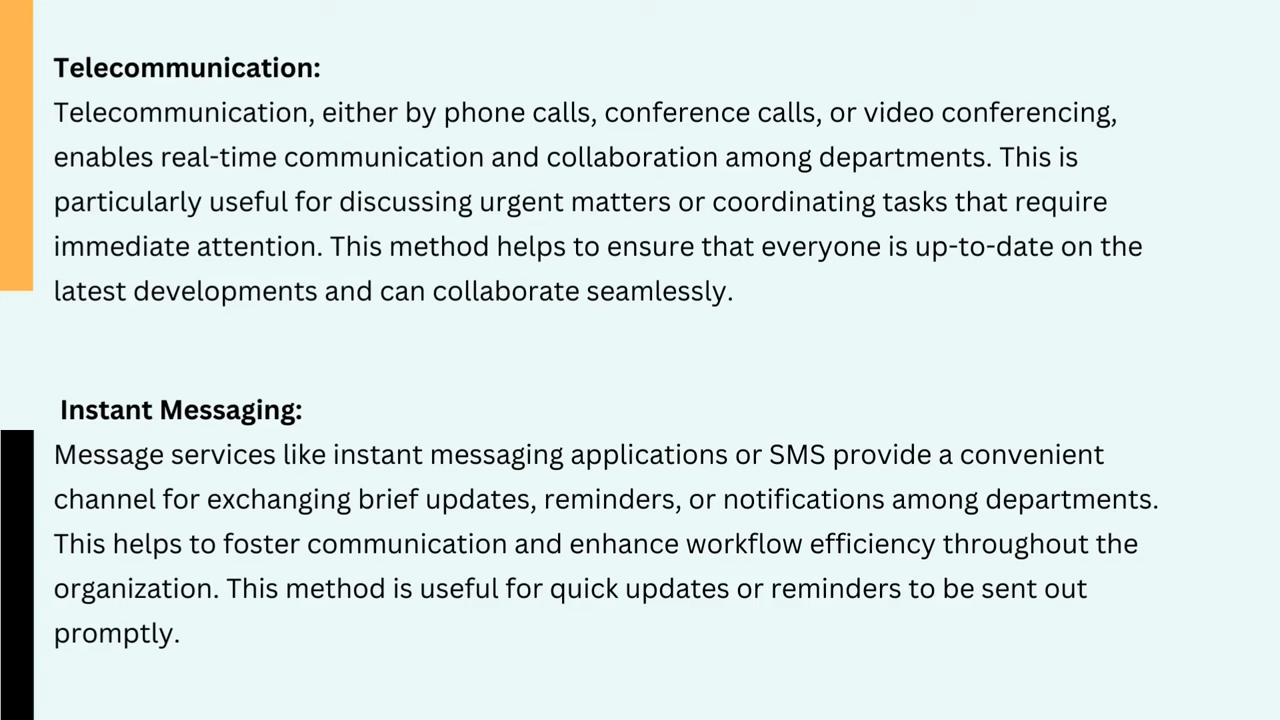 Telecommunication:
Telecommunication, either by phone calls, conference calls, or video conferencing,
enables real-time communication and collaboration among departments. This is
particularly useful for discussing urgent matters or coordinating tasks that require
immediate attention. This method helps to ensure that everyone is up-to-date on the
latest developments and can collaborate seamlessly.
Instant Messaging:
Message services like instant messaging applications or SMS provide a convenient
channel for exchanging brief updates, reminders, or notifications among departments.
This helps to foster communication and enhance workflow efficiency throughout the
organization. This method is useful for quick updates or reminders to be sent out
promptly.